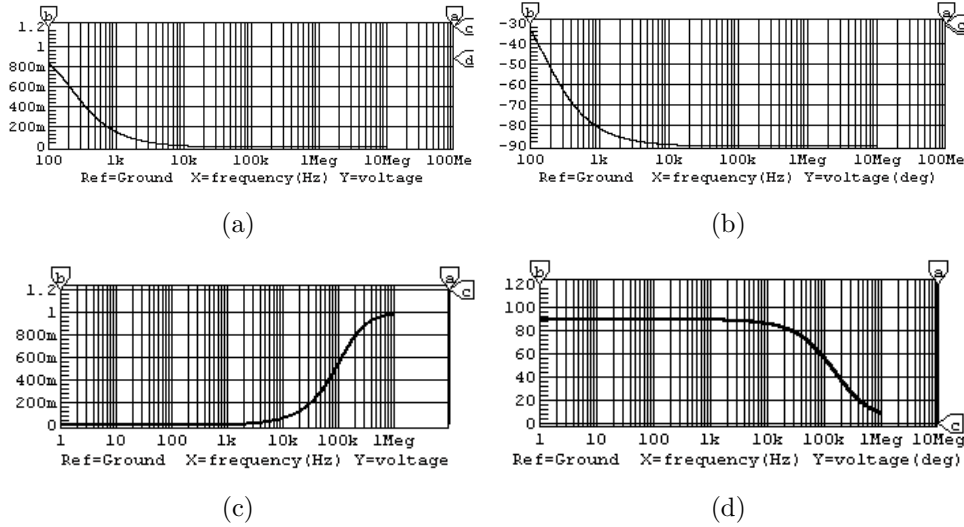 b a
1.2 c
1
800m d
600m
400m
200m
0
100 1k 10k 100k 1Meg 10Meg 100Me
Ref=Ground X=frequency(Hz) Y=voltage
(a)
b a
-30 c
-40
-50
-60
-70
-80
-90
100 1k 10k 100k 1Meg 10Meg 100Me
Ref=Ground X=frequency(Hz) Y=voltage(deg)
(b)
b a
1.2 c
1
800m
600m
400m
200m
0
1 10 100 1k 10k 100k 1Meg
Ref=Ground X=frequency(Hz) Y=voltage
(c)
b a
120
100
80
60
40
20
0 c
1 10 100 1k 10k 100k 1Meg 10Meg
Ref=Ground X=frequency(Hz) Y=voltage(deg)
(d)